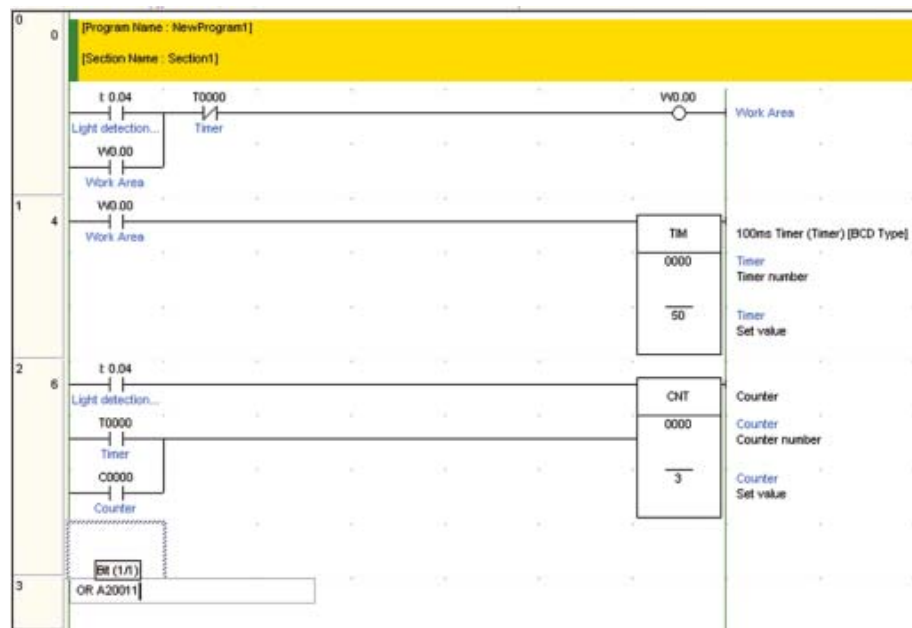 0
0
[Program Name : NewProgram1]
[Section Name : Section1]
I: 0.04
T0000
W0.00
Light detection...
Timer
Work Area
W0.00
Work Area
1
4
W0.00
Work Area
TIM
100ms Timer (Timer) [BCD Type]
0000
Timer
Timer number
50
Timer
Set value
2
6
I: 0.04
Light detection...
CNT
Counter
T0000
0000
Counter
Timer
Counter number
C0000
3
Counter
Counter
Set value
Bit (1/1)
3
OR A20011